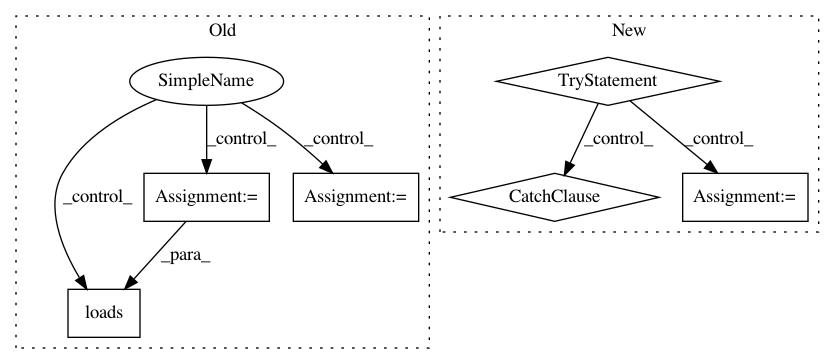 Old
New
SimpleName
TryStatement
_control_
_control_
_control_
_control_
_control_
Assignment:=
Assignment:=
CatchClause
Assignment:=
_para_
loads